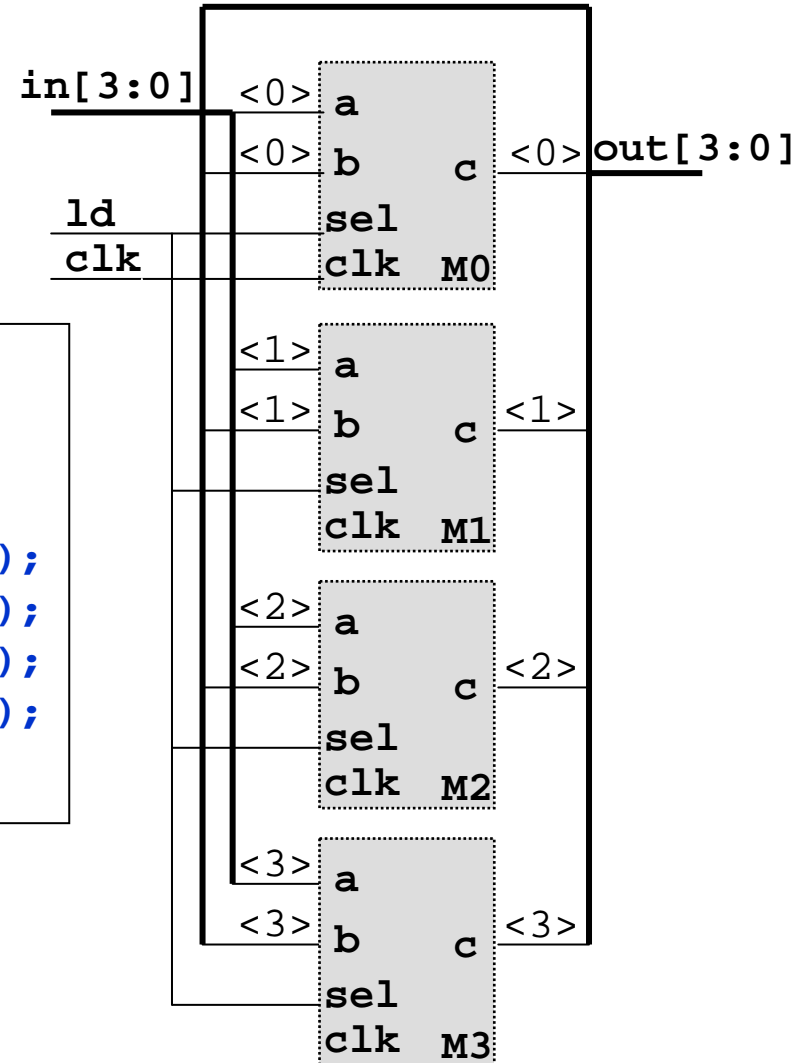 in[3:0]
ld
clk
<0> a
<0> b c <0> out[3:0]
sel
clk M0
<1> a
<1> b c <1>
sel
clk M1
<2> a
<2> b c <2>
sel
clk M2
<3> a
<3> b c <3>
sel
clk M3
);
);
);
);